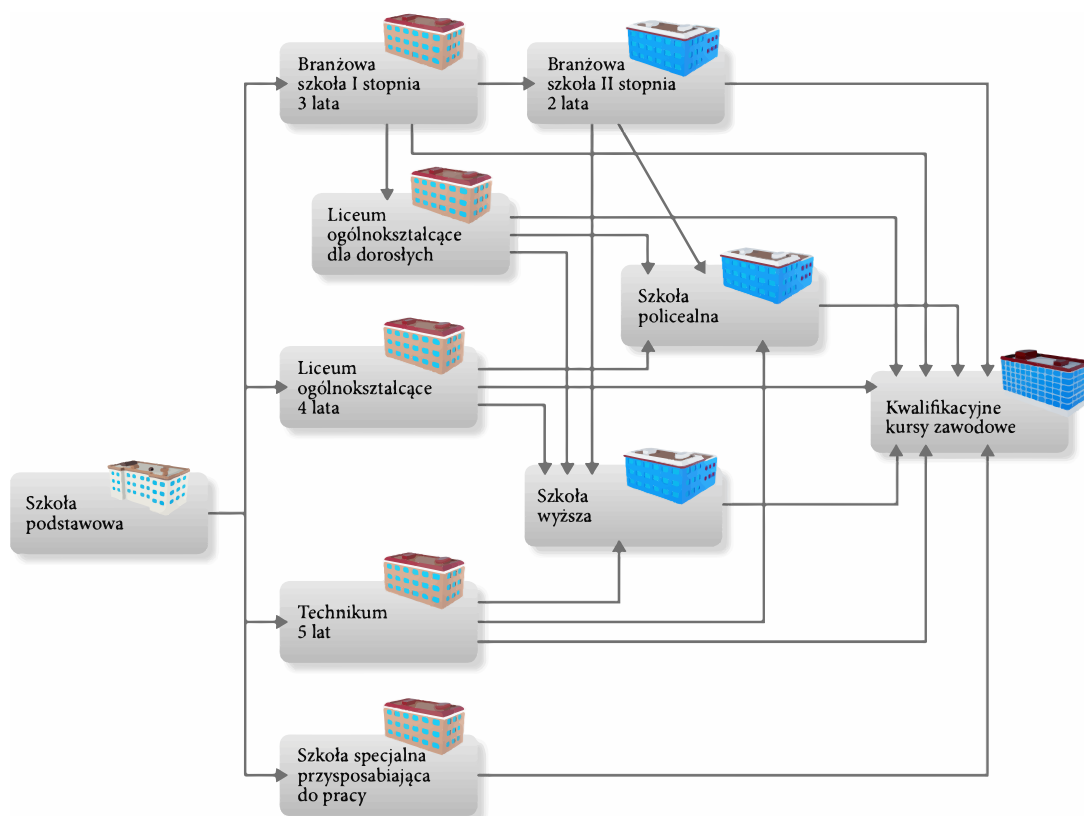 Branżowa
szkoła I stopnia
3 lata
Branżowa
szkoła II stopnia
2 lata
Liceum
ogólnokształcące
dla dorosłych
Szkoła
policealna
Liceum
ogólnokształcące
4 lata
Kwalifikacyjne
kursy zawodowe
Szkoła
podstawowa
Szkoła
wyższa
Technikum
5 lat
Szkoła specjalna
przysposabiająca
do pracy